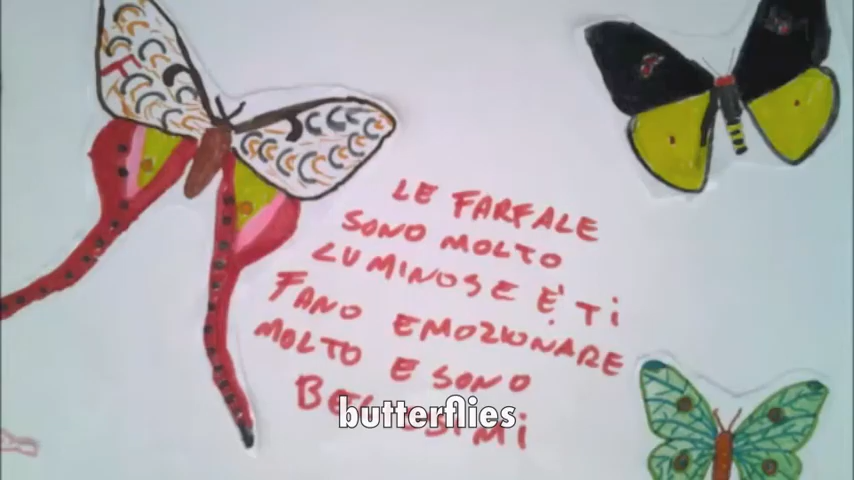 LE FARFALE
SONO MOLTO
LUMINOSE È TI
FANO EMOZIONARE
MOLTO E SONO
butterflies